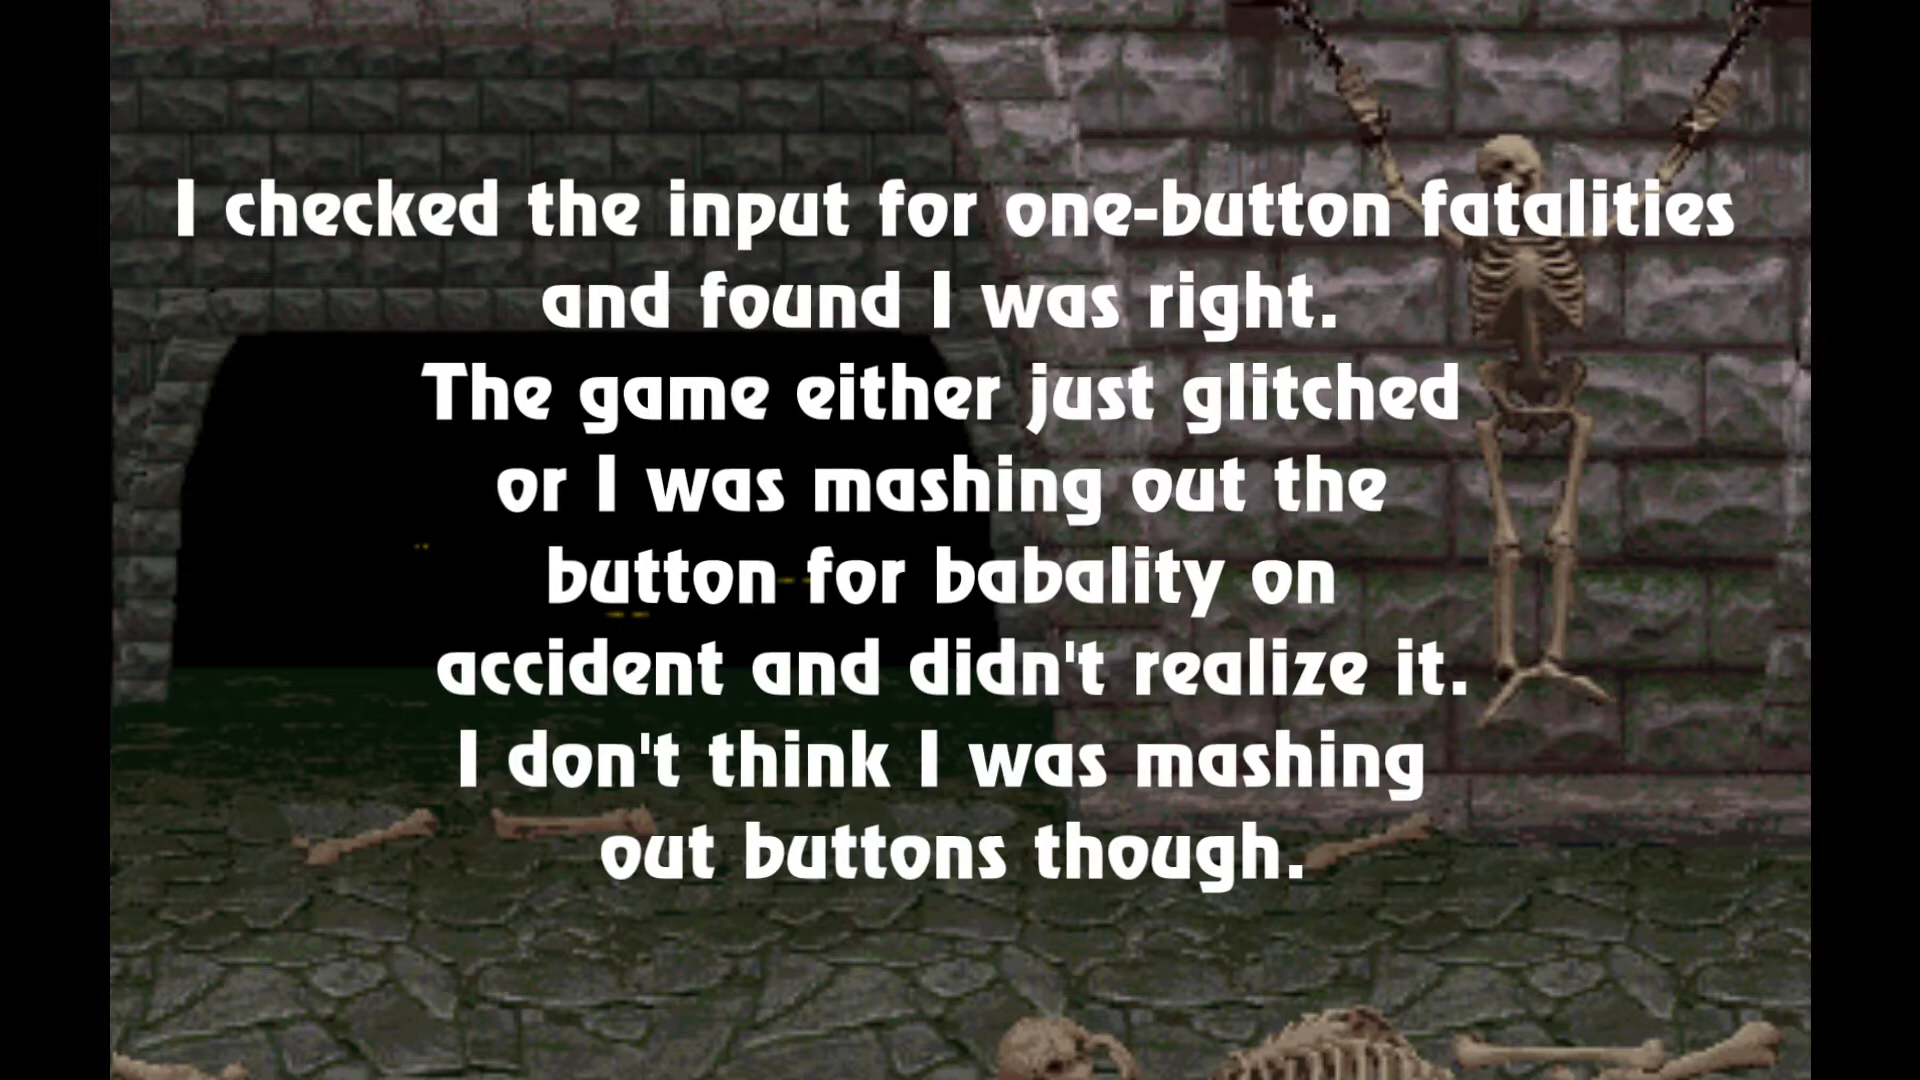 I checked the input for one-button fatalities
and found I was right.
The game either just glitched
or I was mashing out the
button for babality on
accident and didn't realize it.
I don't think I was mashing
out buttons though.